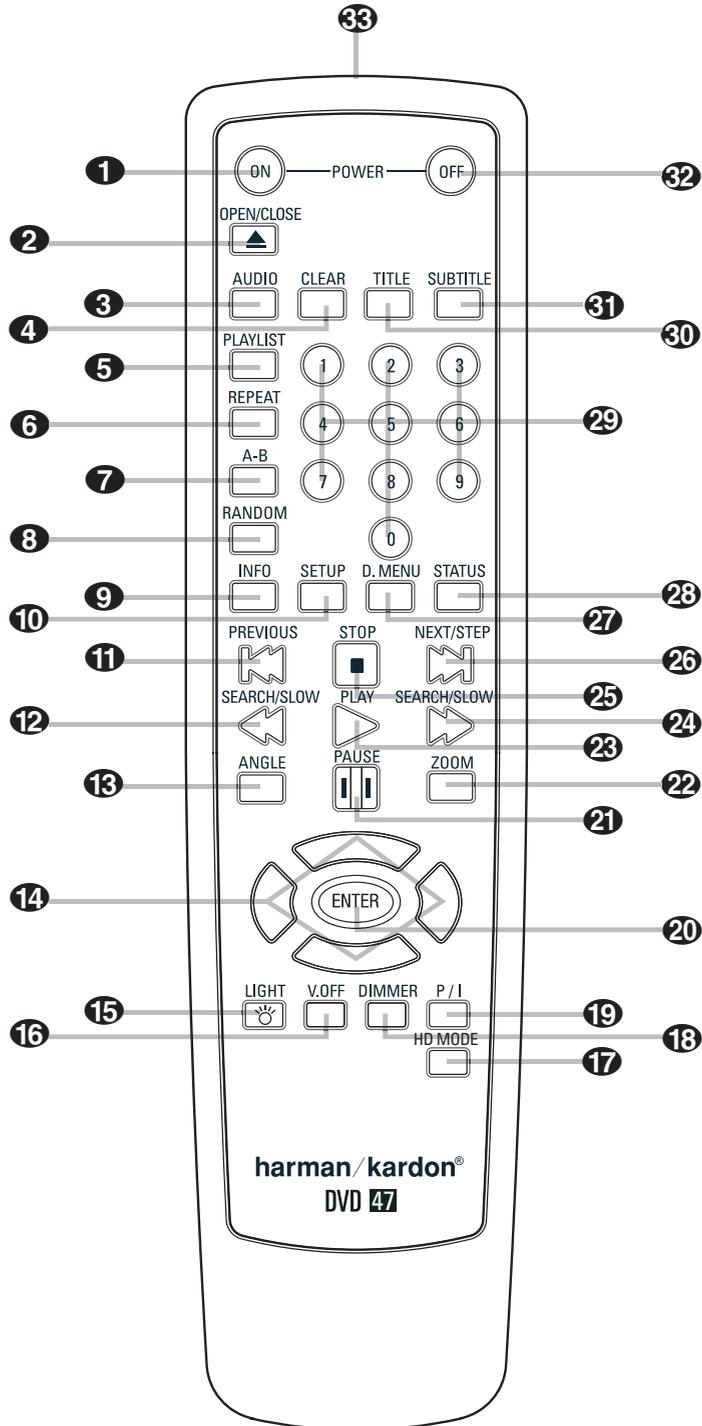 33
1 ON POWER OFF 32
OPEN/CLOSE
2
AUDIO CLEAR TITLE SUBTITLE
3 31
4 30
PLAYLIST
5 1 2 3
REPEAT
6 4 5 6 29
A-B
7 7 8 9
RANDOM
8 0
INFO SETUP D. MENU STATUS
9 28
10 27
PREVIOUS STOP NEXT/STEP
11 26
25
SEARCH/SLOW PLAY SEARCH/SLOW
12 24
23
ANGLE PAUSE ZOOM
13 22
21
14 ENTER 20
LIGHT V.OFF DIMMER P / I
15 19
16 18
HD MODE
17
harman/kardon®
DVD 47